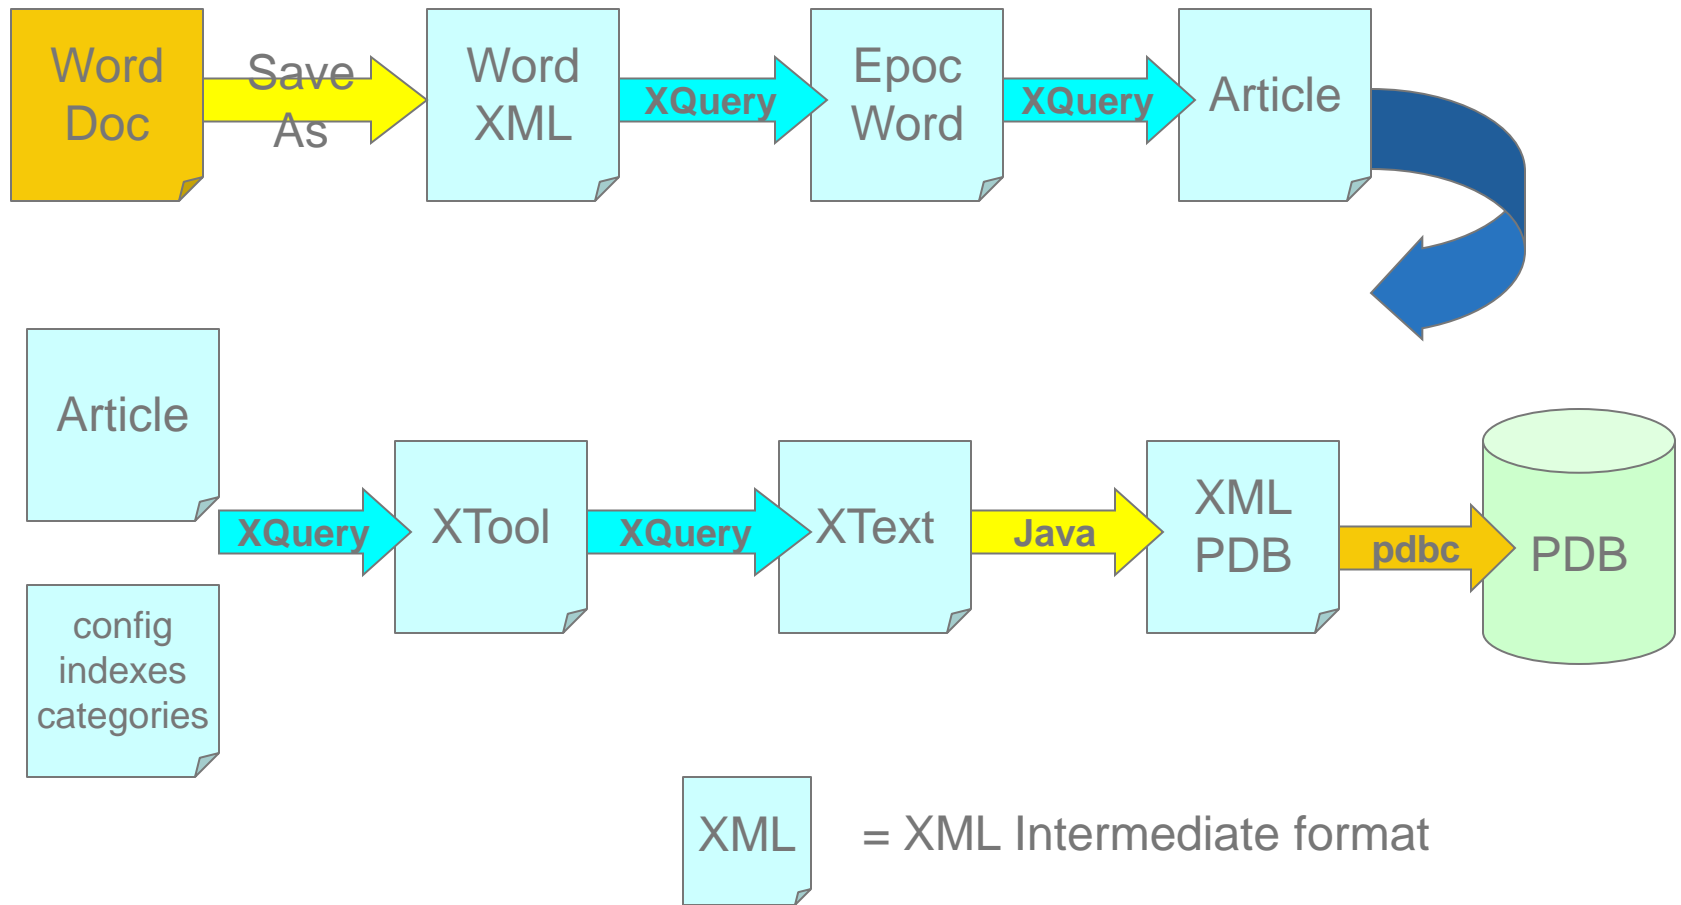 Word
Doc
Save
As
Word
XML
XQuery
Epoc
Word
XQuery
Article
Article
config
indexes
categories
XQuery
XTool
XQuery
XText
Java
XML
PDB
pdbc
PDB
XML
= XML Intermediate format